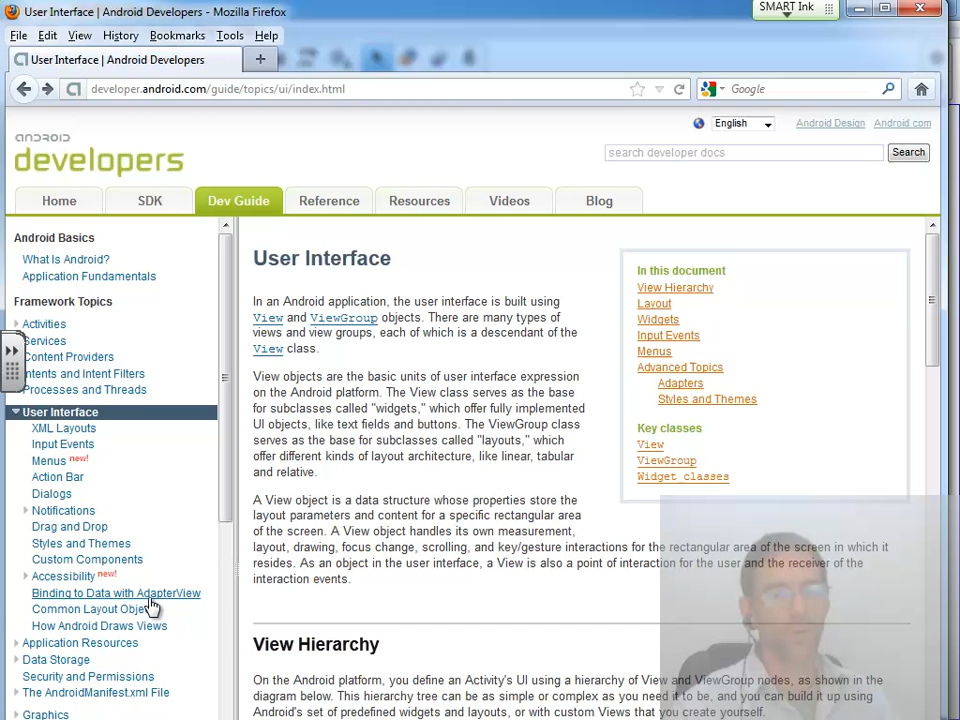 User Interface | Android Developers - Mozilla Firefox
SMART Ink
File Edit View History Bookmarks Tools Help
User Interface | Android Developers
developer.android.com/guide/topics/ui/index.html
Google
English
Android Design
Android.com
ANDROID
developers
search developer docs
Search
Home SDK Dev Guide Reference Resources Videos Blog
Android Basics
What Is Android?
Application Fundamentals
Framework Topics
Activities
Services
Content Providers
ntents and Intent Filters
Processes and Threads
User Interface
XML Layouts
Input Events
Menus new!
Action Bar
Dialogs
Notifications
Drag and Drop
Styles and Themes
Custom Components
Accessibility new!
Binding to Data with AdapterView
Common Layout Obje
How Android Draws Views
Application Resources
Data Storage
Security and Permissions
The AndroidManifest.xml File
Graphics
User Interface
In an Android application, the user interface is built using
View and ViewGroup objects. There are many types of
views and view groups, each of which is a descendant of the
View class.
View objects are the basic units of user interface expression
on the Android platform. The View class serves as the base
for subclasses called "widgets," which offer fully implemented
UI objects, like text fields and buttons. The ViewGroup class
serves as the base for subclasses called "layouts," which
offer different kinds of layout architecture, like linear, tabular
and relative.
A View object is a data structure whose properties store the
layout parameters and content for a specific rectangular area
of the screen. A View object handles its own measurement,
layout, drawing, focus change, scrolling, and key/gesture interactions for the rectangular area of the screen in which it
resides. As an object in the user interface, a View is also a point of interaction for the user and the receiver of the
interaction events.
View Hierarchy
On the Android platform, you define an Activity's UI using a hierarchy of View and ViewGroup nodes, as shown in the
diagram below. This hierarchy tree can be as simple or complex as you need it to be, and you can build it up using
Android's set of predefined widgets and layouts, or with custom Views that you create yourself.
In this document
View Hierarchy
Layout
Widgets
Input Events
Menus
Advanced Topics
Adapters
Styles and Themes
Key classes
View
ViewGroup
Widget classes